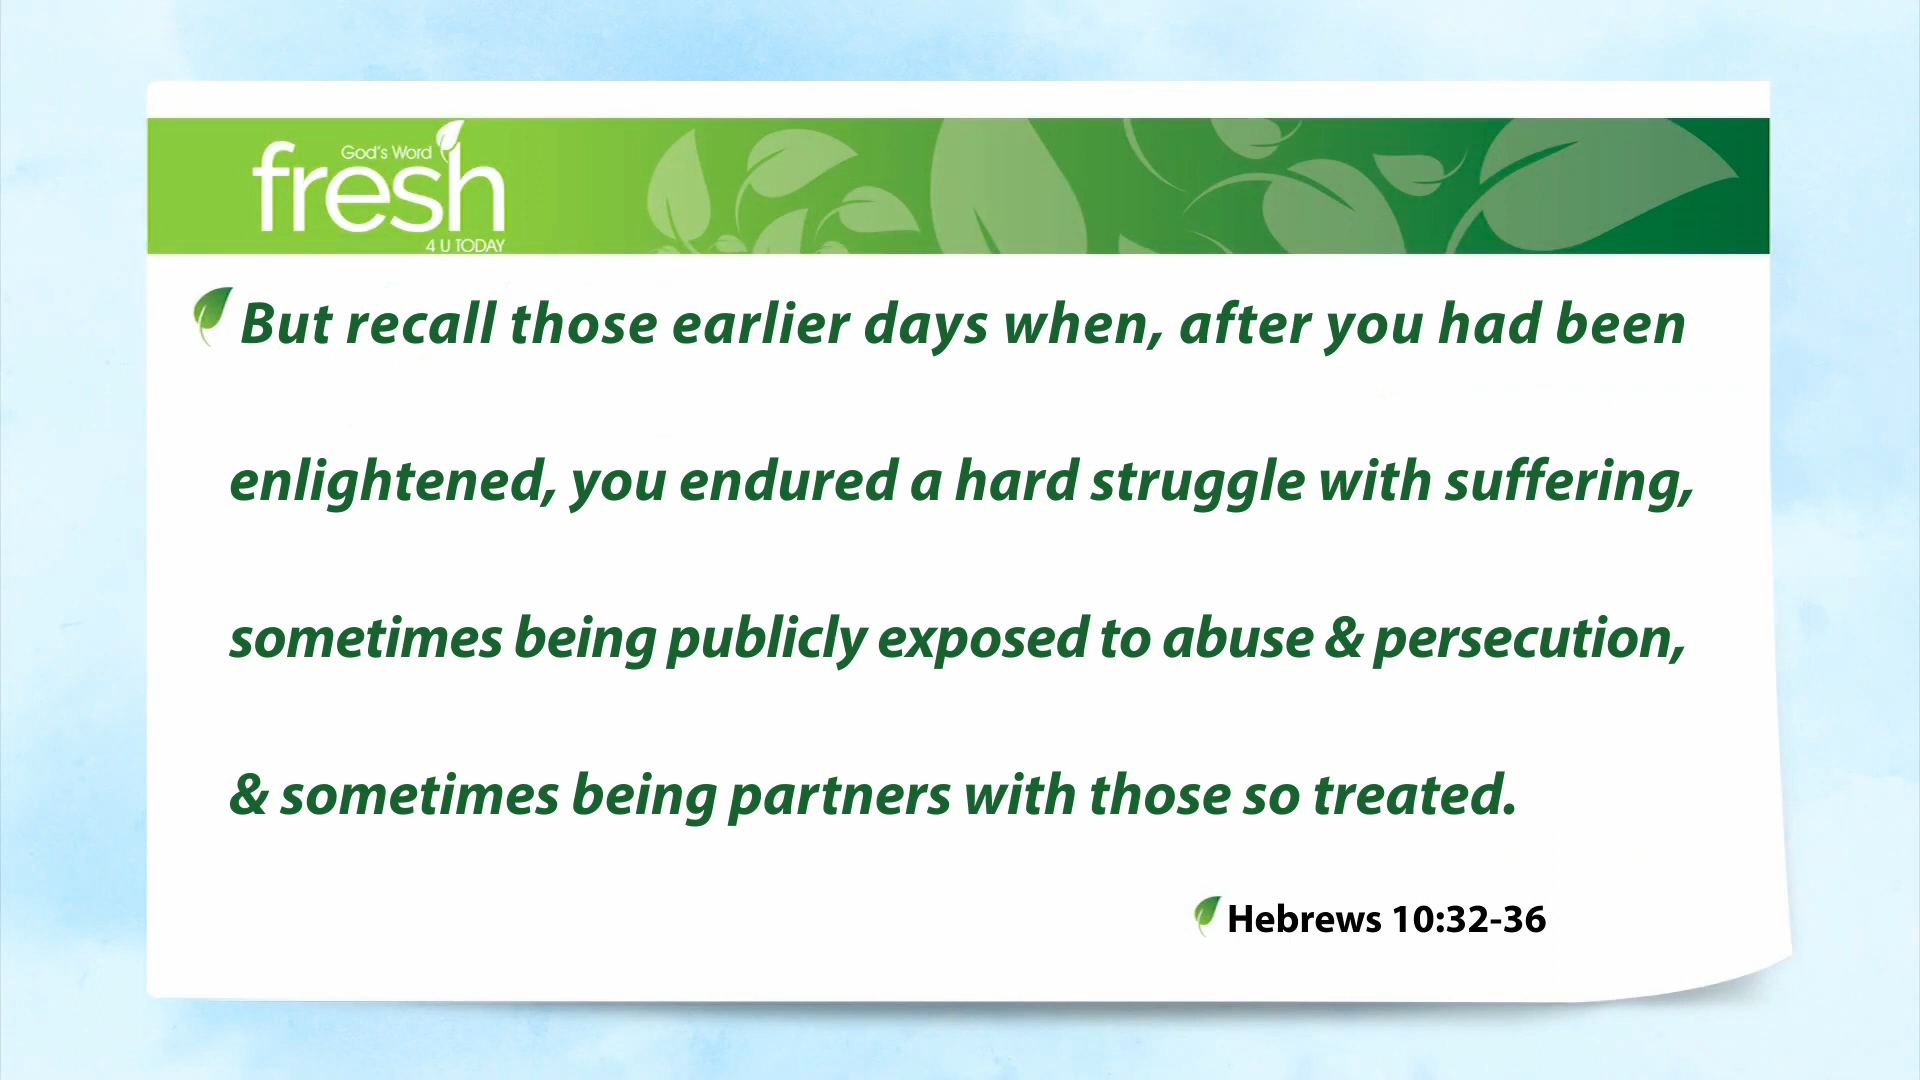 God's Word
fresh
4 U TODAY
But recall those earlier days when, after you had been
enlightened, you endured a hard struggle with suffering,
sometimes being publicly exposed to abuse & persecution,
& sometimes being partners with those so treated.
Hebrews 10:32-36